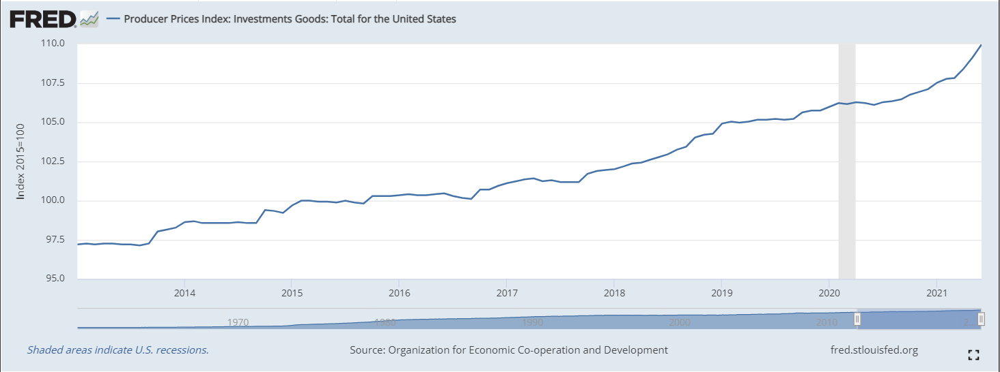 FRED. Producer Prices Index: Investments Goods: Total for the United States
110.0
107.5
105.0
102.5
100.0
97.5
95.0
Index 2015=100
2014 2015 2016 2017 2018 2019 2020 2021
1970 1980 1990 2000 2010 2...
Shaded areas indicate U.S. recessions. Source: Organization for Economic Co-operation and Development fred.stlouisfed.org